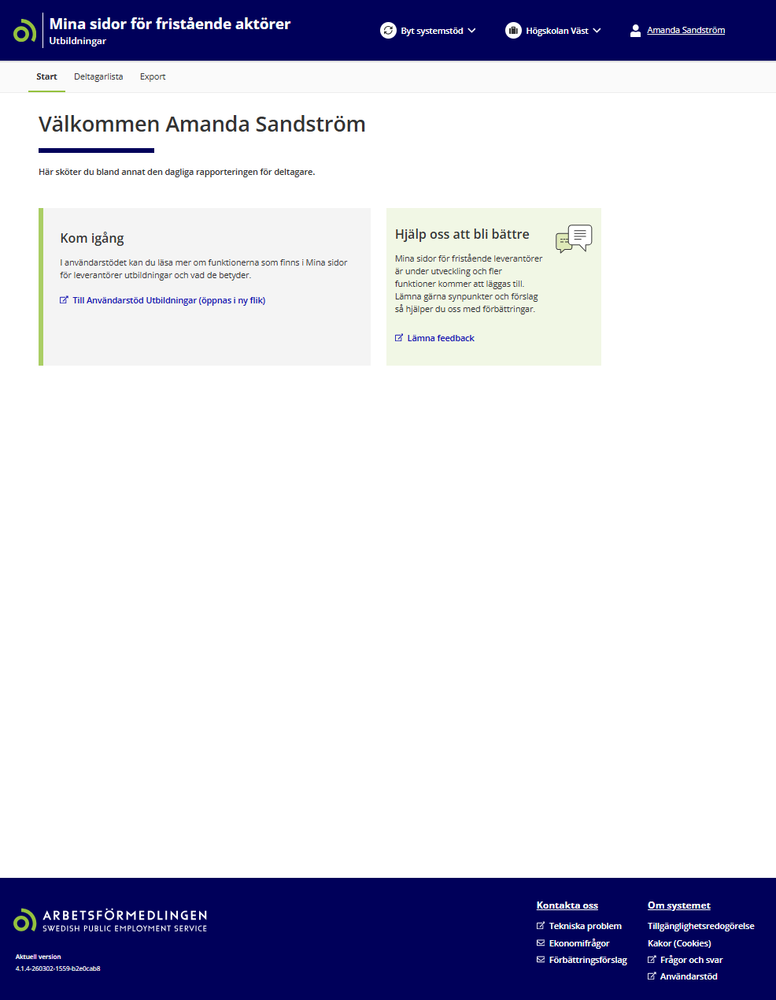 Mina sidor för fristående aktörer
Utbildningar
Byt systemstöd
Högskolan Väst
Amanda Sandström
Start
Deltagarlista
Export
Välkommen Amanda Sandström
Här sköter du bland annat den dagliga rapporteringen för deltagare.
Kom igång
I användarstödet kan du läsa mer om funktionerna som finns i Mina sidor
för leverantörer utbildningar och vad de betyder.
Till Användarstöd Utbildningar (öppnas i ny flik)
Hjälp oss att bli bättre
Mina sidor för fristående leverantörer
är under utveckling och fler
funktioner kommer att läggas till.
Lämna gärna synpunkter och förslag
så hjälper du oss med förbättringar.
Lämna feedback
ARBETSFÖRMEDLINGEN
SWEDISH PUBLIC EMPLOYMENT SERVICE
Aktuell version
4.1.4-260302-1559-b2e0cab8
Kontakta oss
Tekniska problem
Ekonomifrågor
Förbättringsförslag
Om systemet
Tillgänglighetsredogörelse
Kakor (Cookies)
Frågor och svar
Användarstöd